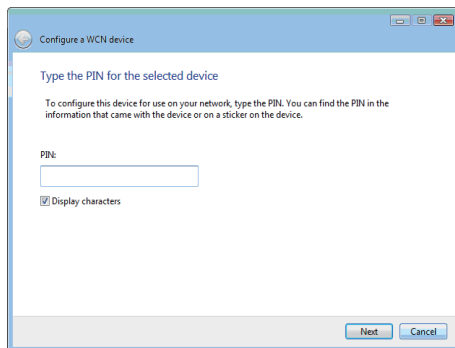 Configure a WCN device
Type the PIN for the selected device
To configure this device for use on your network, type the PIN. You can find the PIN in the
information that came with the device or on a sticker on the device.
PIN:
Display characters
Next Cancel